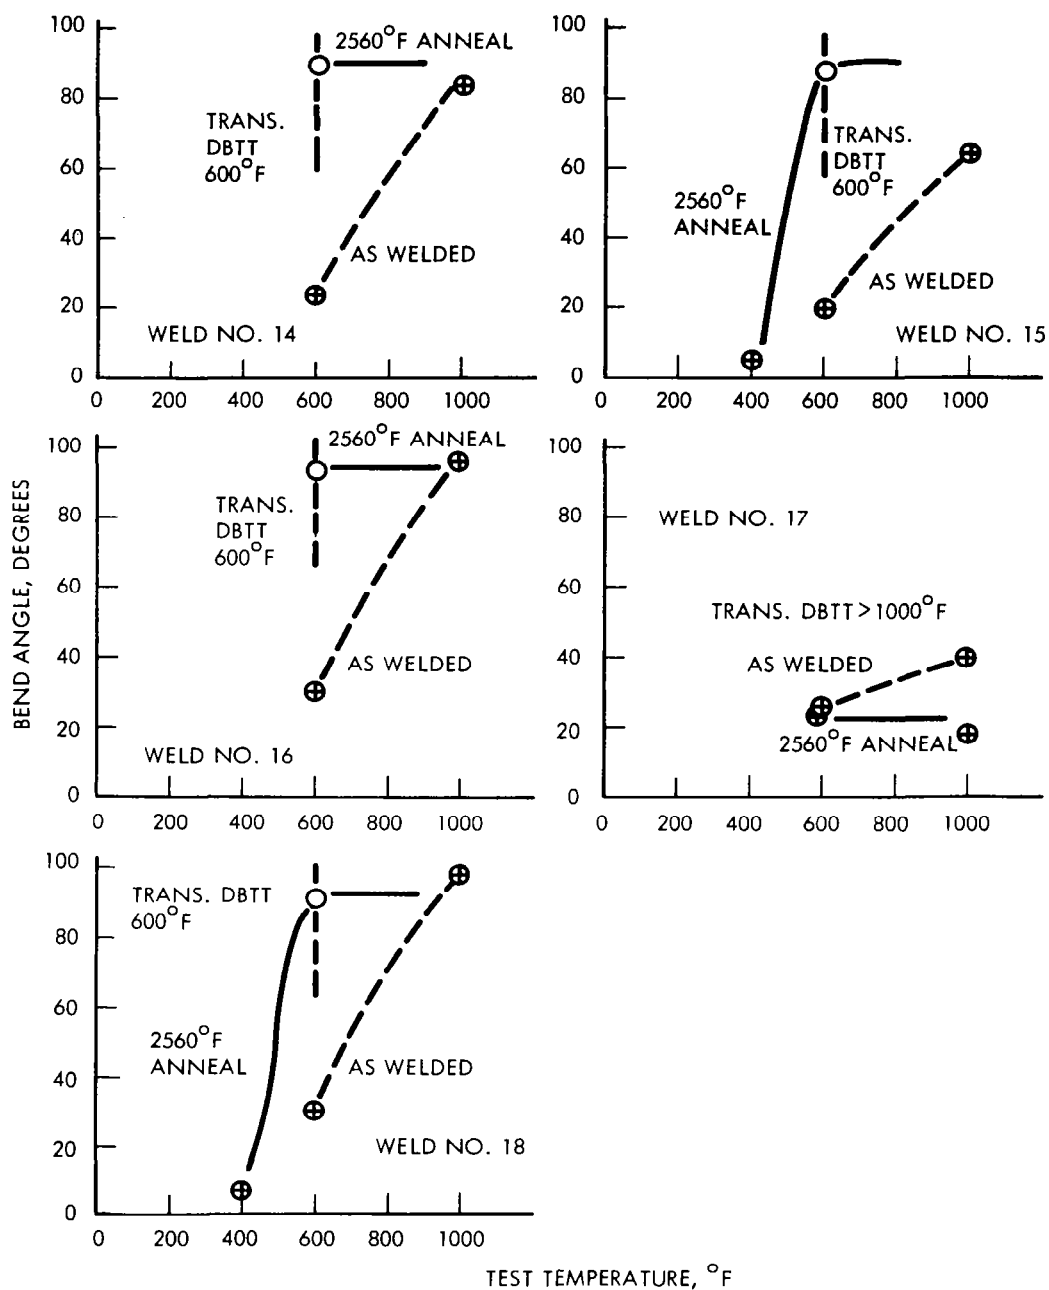 100
80
60
40
20
0
0 200 400 600 800 1000
2560°F ANNEAL
TRANS.
DBTT
600°F
AS WELDED
WELD NO. 14
100
80
60
40
20
0
0 200 400 600 800 1000
TRANS.
DBTT
600°F
2560°F
ANNEAL
AS WELDED
WELD NO. 15
100
80
60
40
20
0
0 200 400 600 800 1000
2560°F ANNEAL
TRANS.
DBTT
600°F
AS WELDED
WELD NO. 16
100
80
60
40
20
0
0 200 400 600 800 1000
WELD NO. 17
TRANS. DBTT > 1000°F
AS WELDED
2560°F ANNEAL
100
80
60
40
20
0
0 200 400 600 800 1000
TRANS. DBTT
600°F
2560°F
ANNEAL
AS WELDED
WELD NO. 18
BEND ANGLE, DEGREES
TEST TEMPERATURE, °F